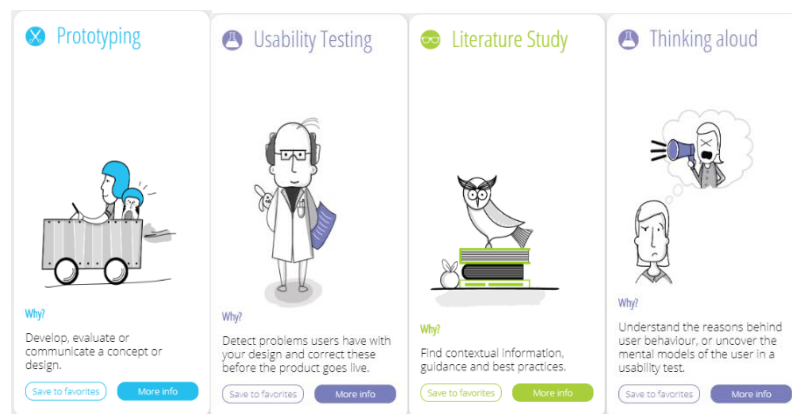 Prototyping
Why?
Develop, evaluate or
communicate a concept or
design.
Save to favorites
More info
Usability Testing
Why?
Detect problems users have with
your design and correct these
before the product goes live.
Save to favorites
More info
Literature Study
Why?
Find contextual information,
guidance and best practices.
Save to favorites
More info
Thinking aloud
Why?
Understand the reasons behind
user behaviour, or uncover the
mental models of the user in a
usability test.
Save to favorites
More info